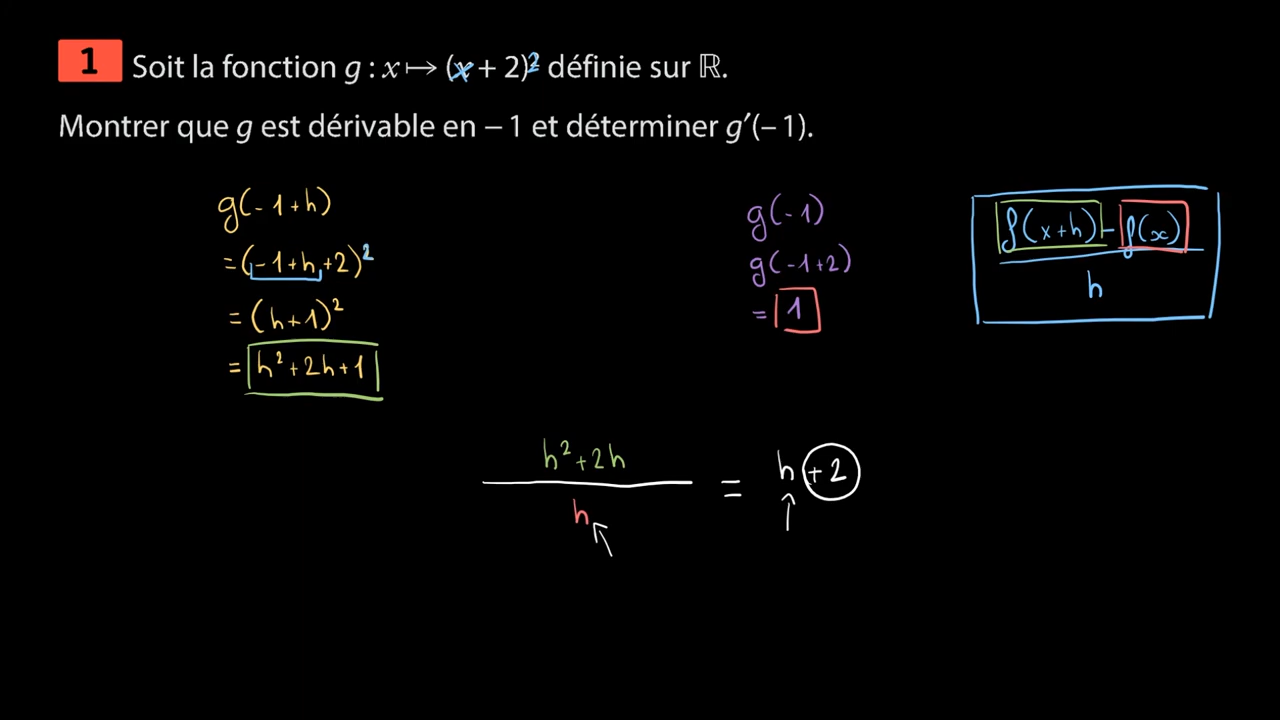 1 Soit la fonction g : x ↦ (x + 2)² définie sur ℝ.
Montrer que g est dérivable en – 1 et déterminer g′(– 1).
g(-1+h)
= (-1+h+2)²
= (h+1)²
= h²+2h+1
g(-1)
g(-1+2)
= 1
f(x+h) - f(x)
h
h²+2h
h
= h+2